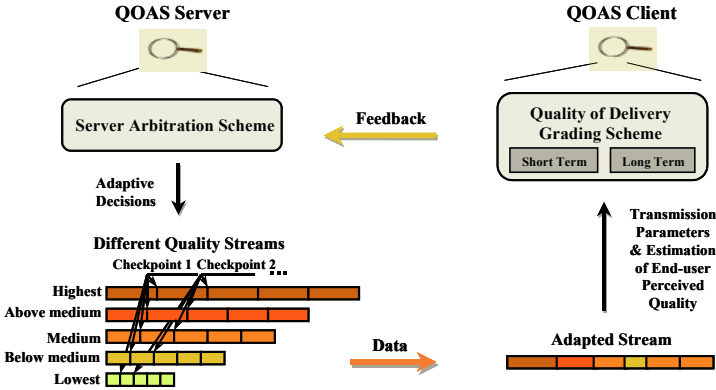 QOAS Server
QOAS Client
Server Arbitration Scheme
Feedback
Quality of Delivery
Grading Scheme
Short Term
Long Term
Adaptive
Decisions
Transmission
Parameters
& Estimation
of End-user
Perceived
Quality
Different Quality Streams
Checkpoint 1
Checkpoint 2
...
Highest
Above medium
Medium
Below medium
Lowest
Data
Adapted Stream